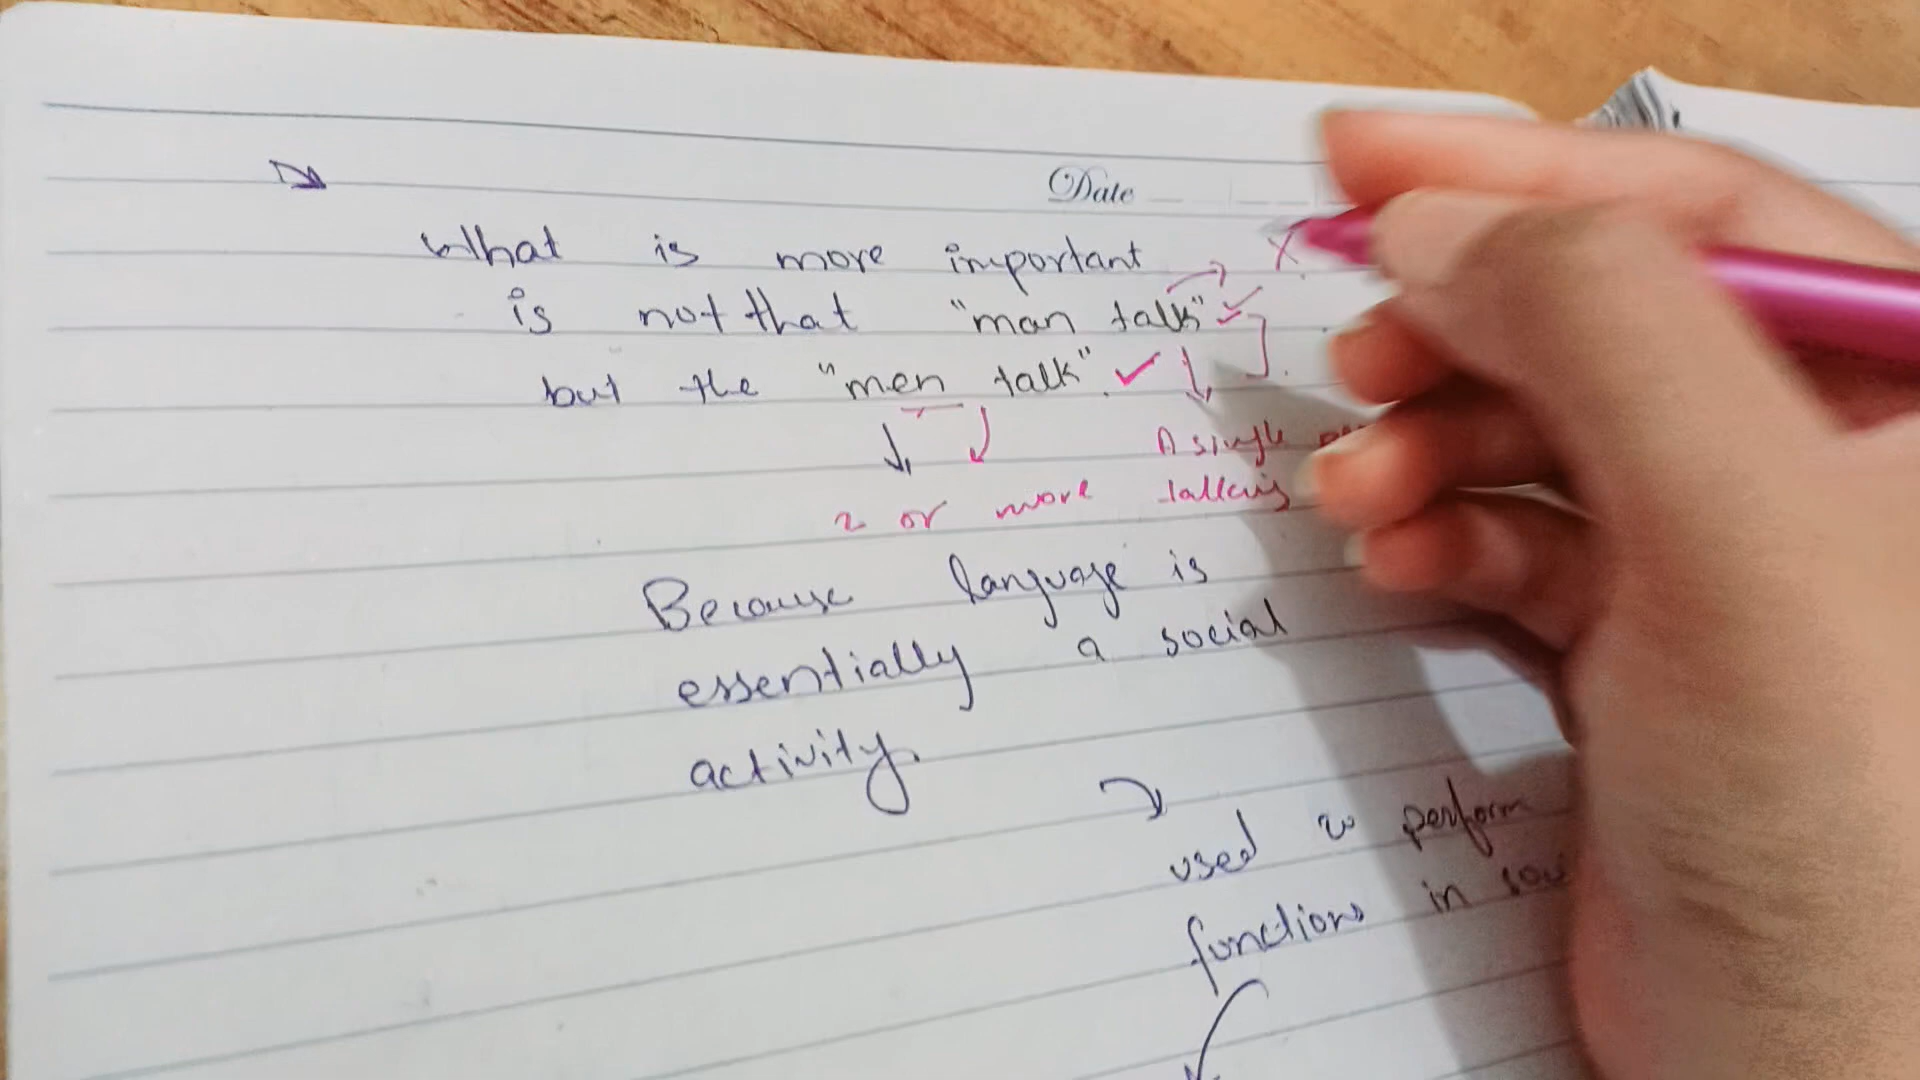 Date
What is more important
is not that "man talk"
but the "men talk".
A single
2 or more talking
Because language is
essentially a social
activity.
used to perform
functions in